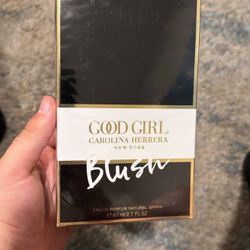 GOOD GIRL
CAROLINA HERRERA
NEW YORK
Blush
EAU DE PARFUM NATURAL SPRAY
80 ml 2.7 FL.OZ